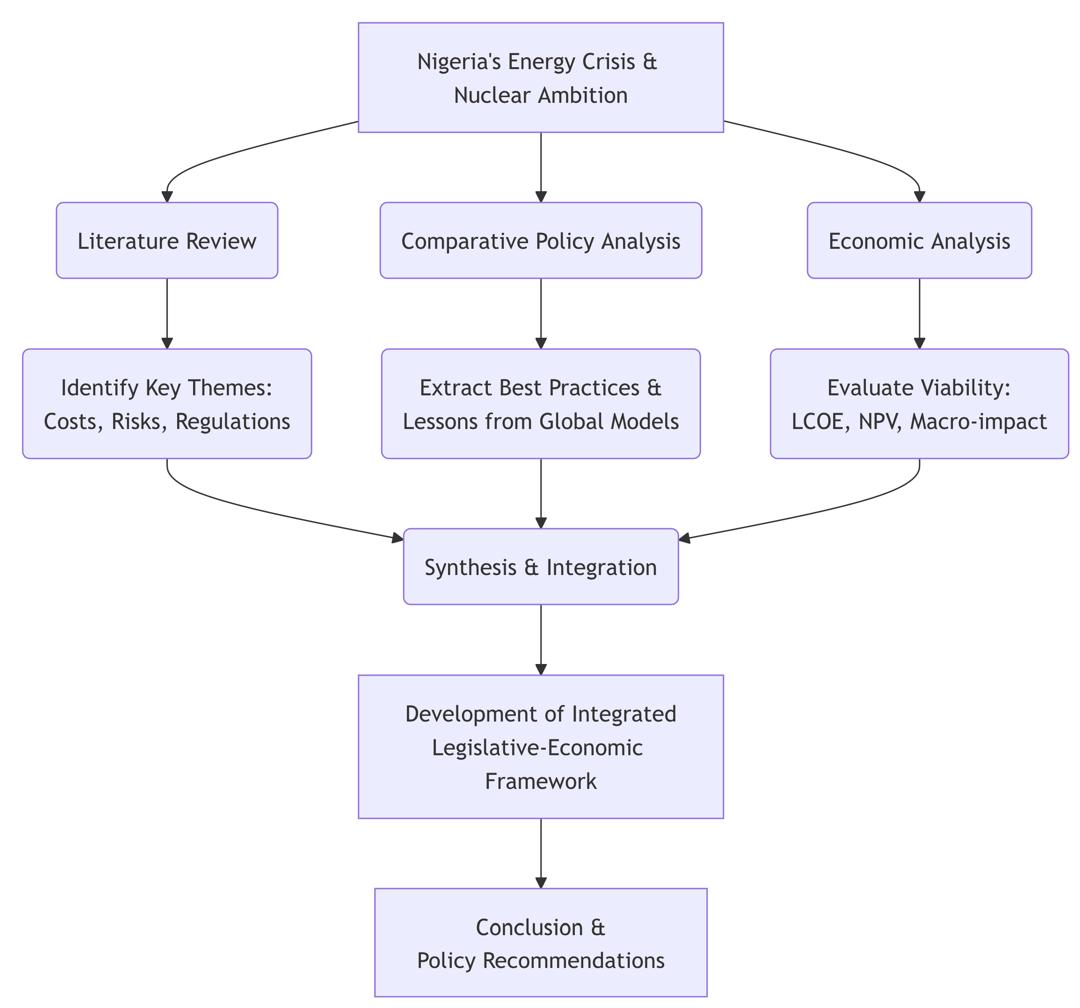 Nigeria's Energy Crisis &
Nuclear Ambition
Literature Review
Comparative Policy Analysis
Economic Analysis
Identify Key Themes:
Costs, Risks, Regulations
Extract Best Practices &
Lessons from Global Models
Evaluate Viability:
LCOE, NPV, Macro-impact
Synthesis & Integration
Development of Integrated
Legislative-Economic
Framework
Conclusion &
Policy Recommendations